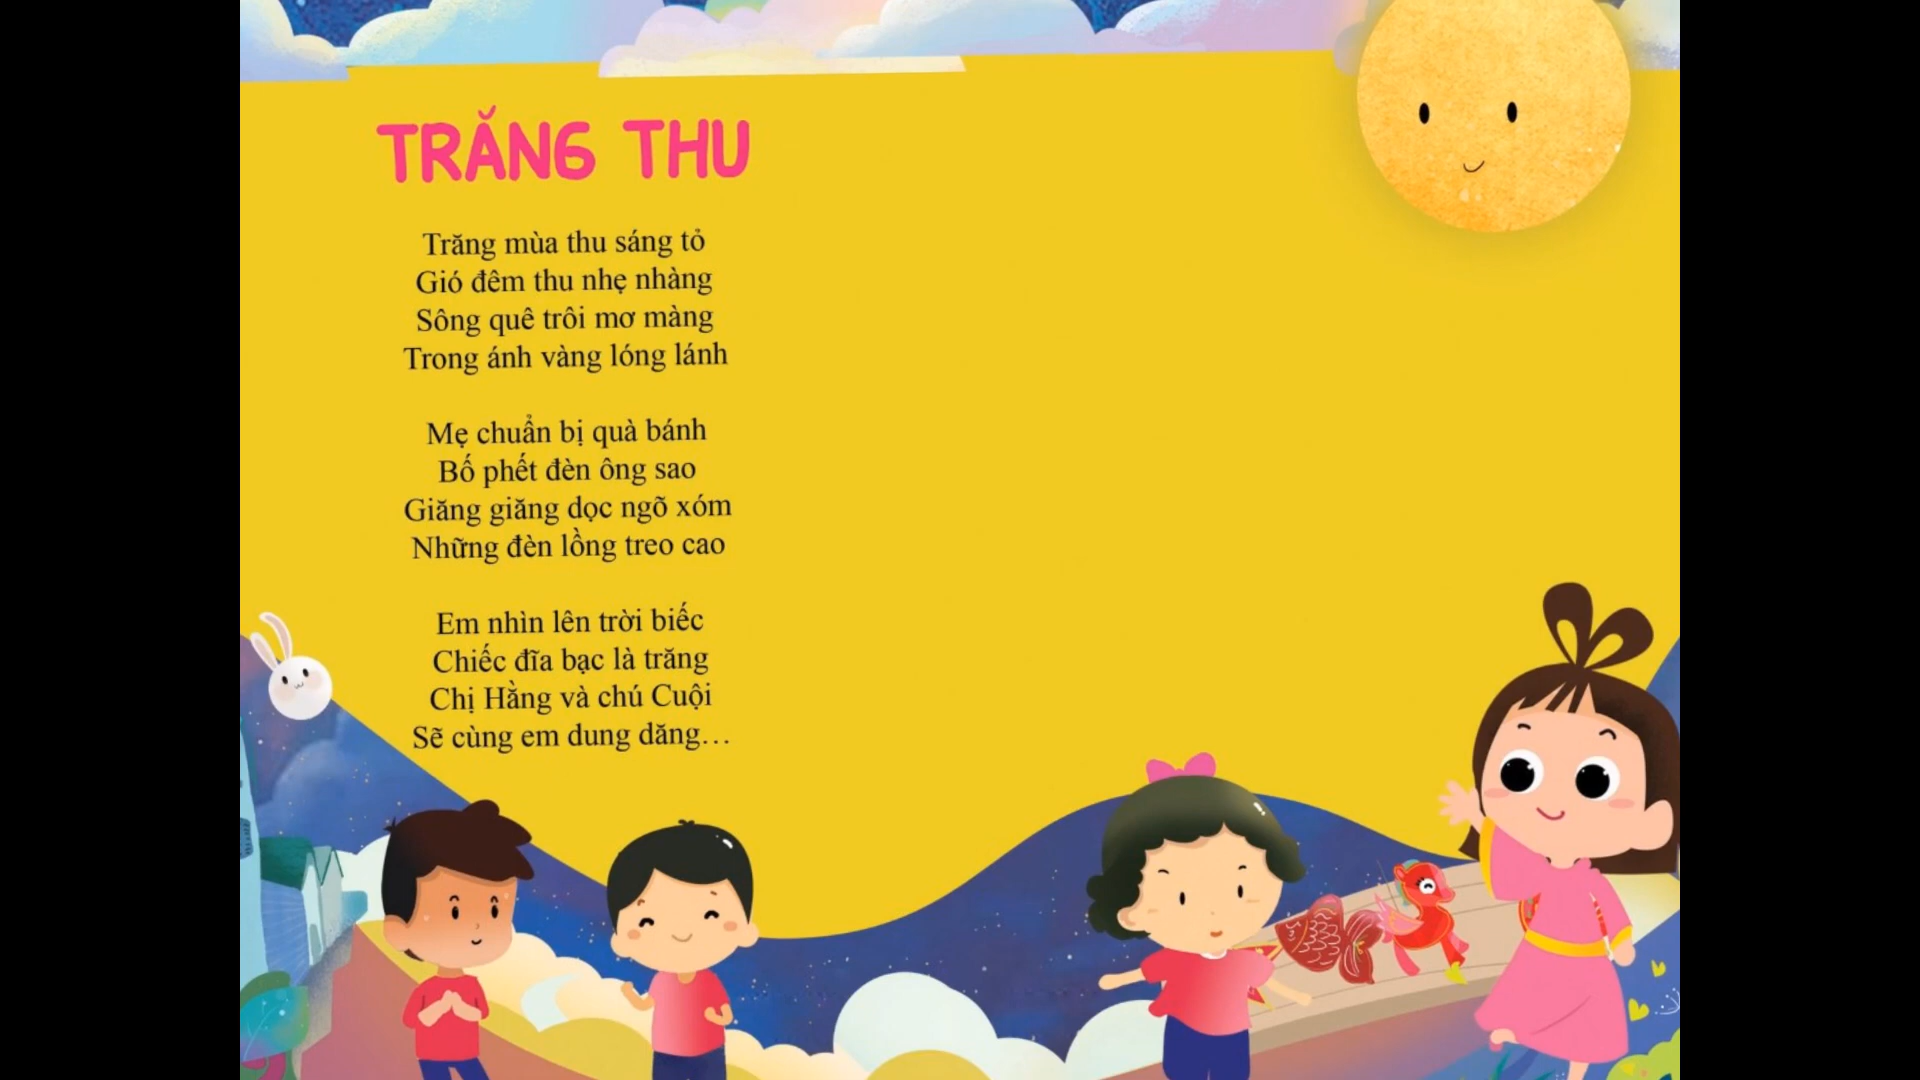 TRĂNG THU
Trăng mùa thu sáng tỏ
Gió đêm thu nhẹ nhàng
Sông quê trôi mơ màng
Trong ánh vàng lóng lánh
Mẹ chuẩn bị quà bánh
Bố phết đèn ông sao
Giăng giăng dọc ngõ xóm
Những đèn lồng treo cao
Em nhìn lên trời biếc
Chiếc đĩa bạc là trăng
Chị Hằng và chú Cuội
Sẽ cùng em dung dăng…